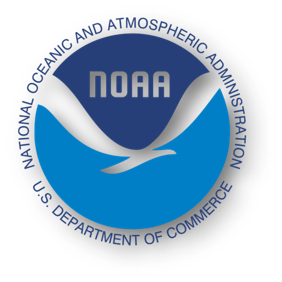 NATIONAL OCEANIC AND ATMOSPHERIC ADMINISTRATION
NOAA
U.S. DEPARTMENT OF COMMERCE